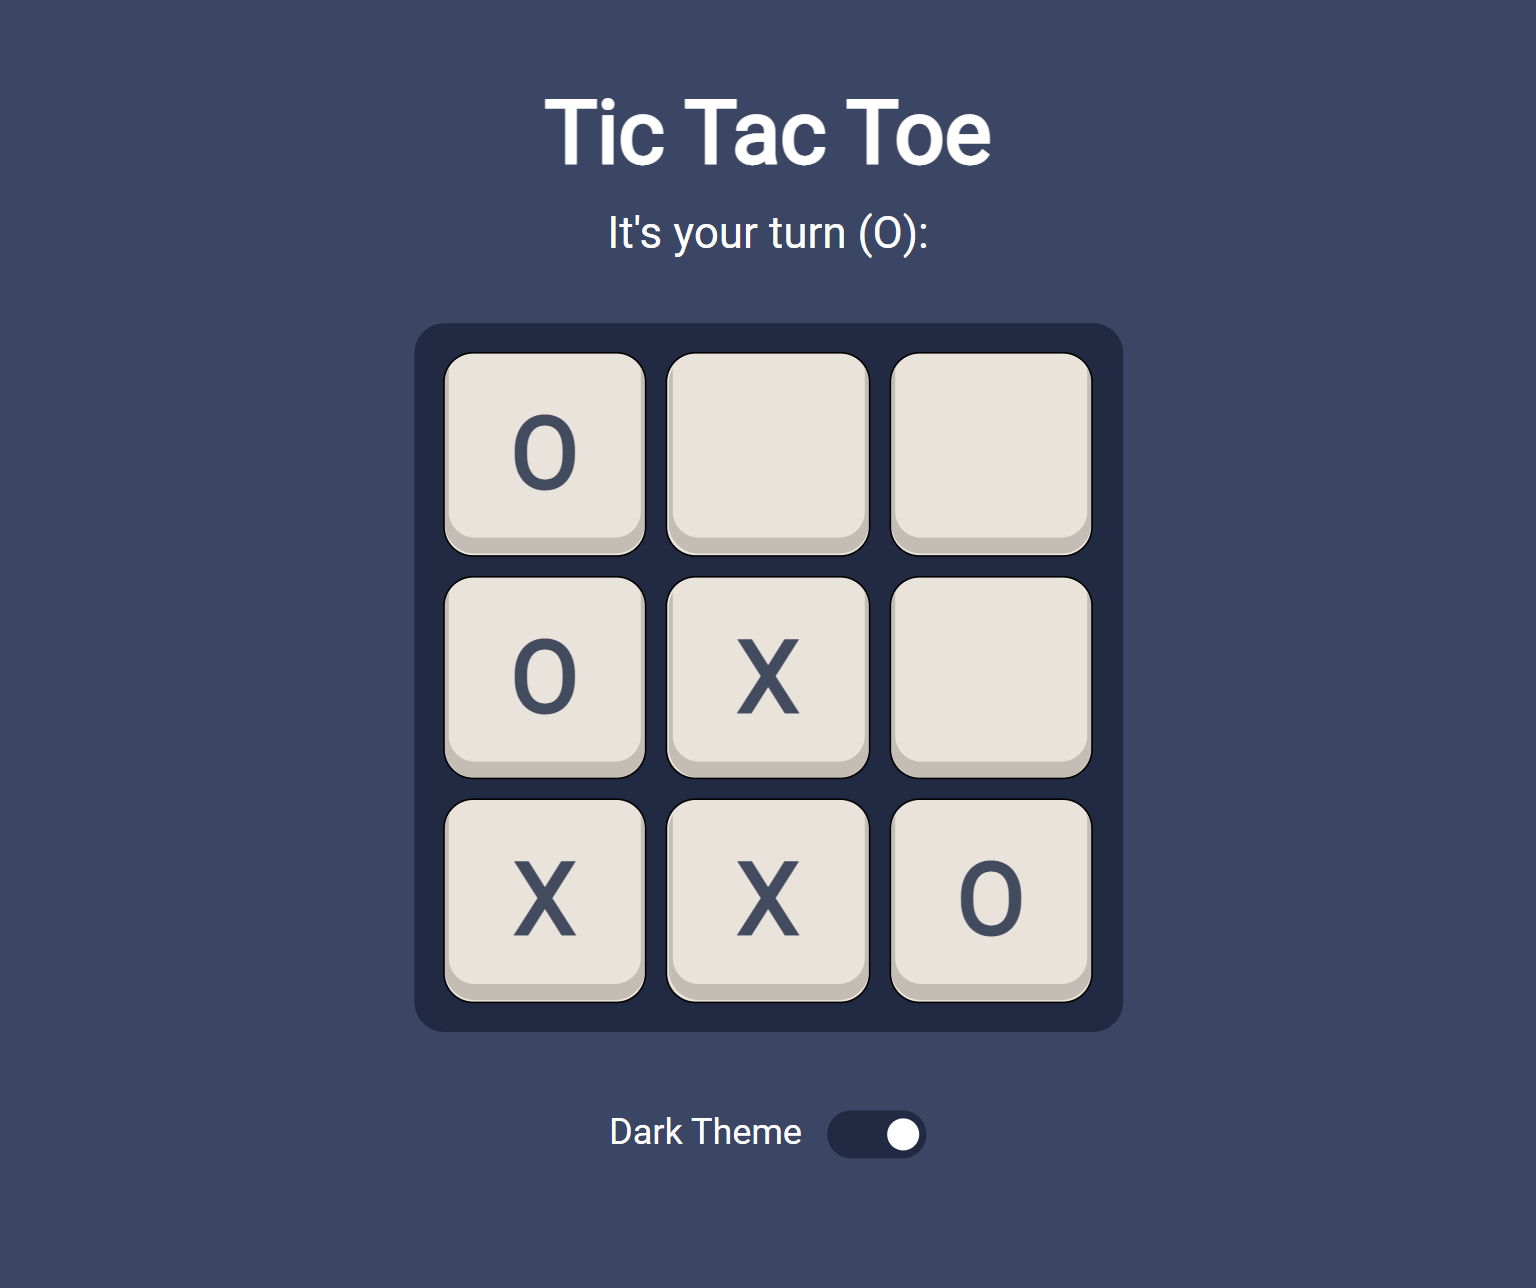 Tic Tac Toe
It's your turn (O):
O
O X
X X O
Dark Theme